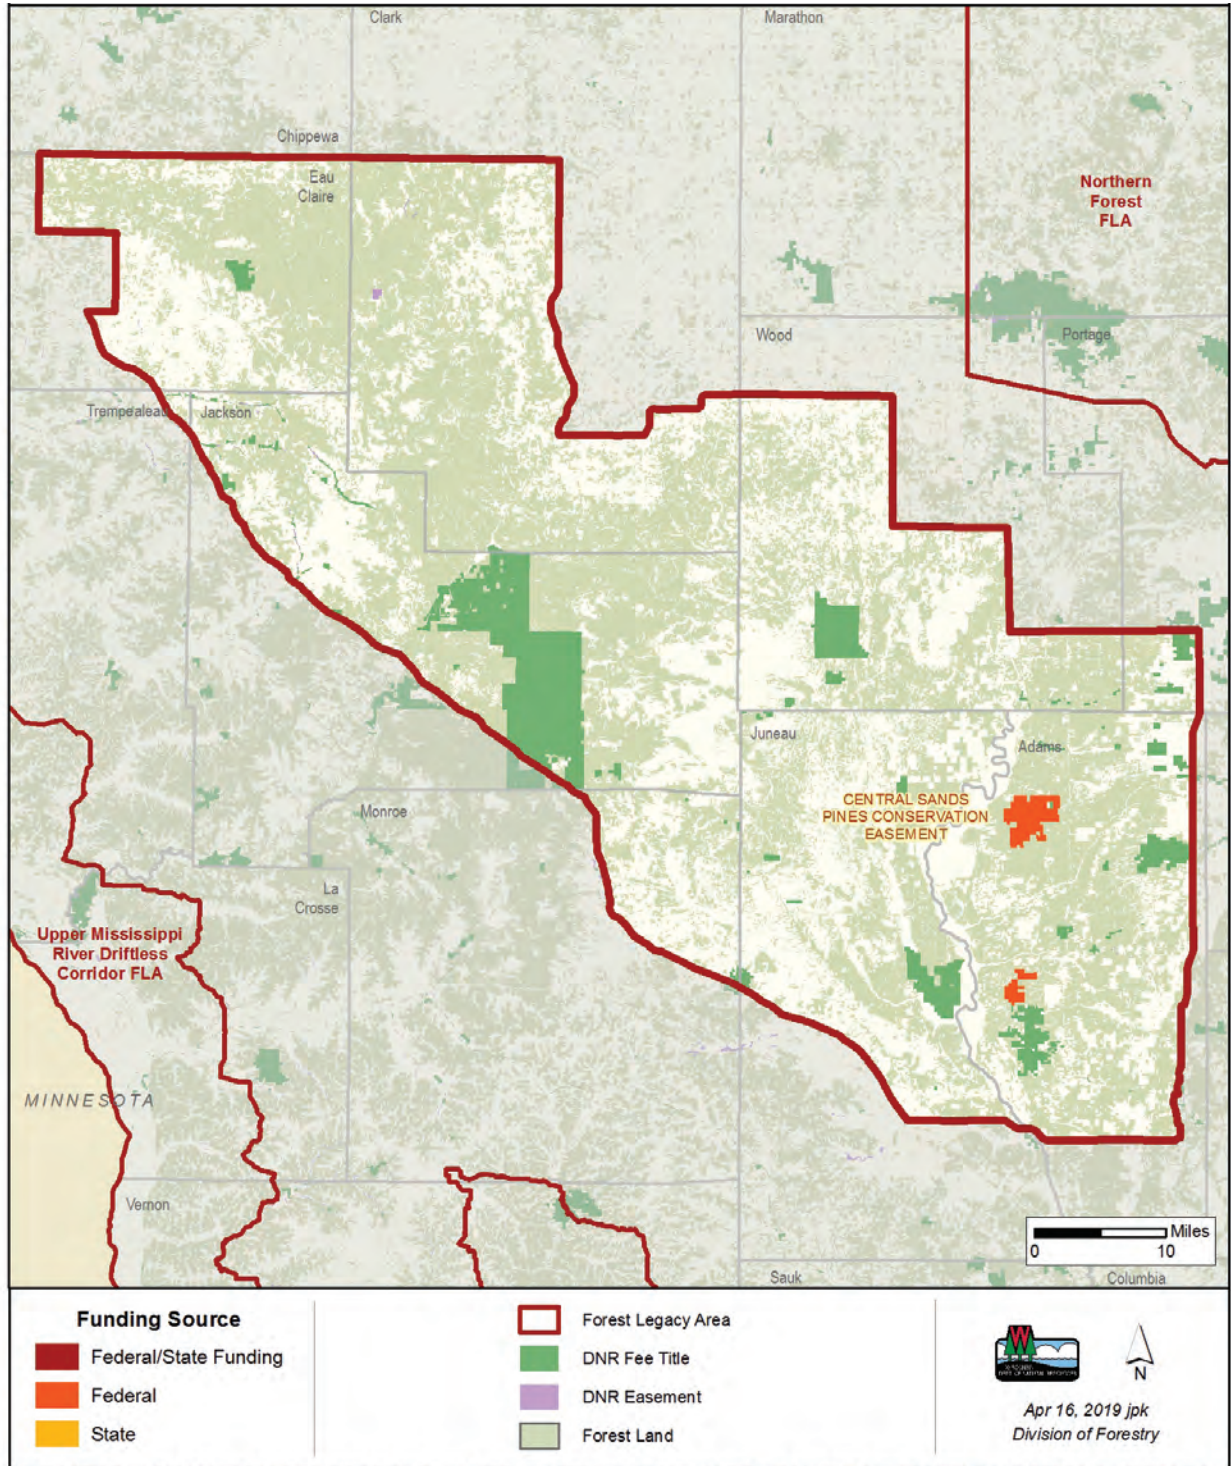 Clark
Marathon
Chippewa
Eau
Claire
Northern
Forest
FLA
Wood
Portage
Trempealeau
Jackson
Juneau
Adams
CENTRAL SANDS
PINES CONSERVATION
EASEMENT
Monroe
La
Crosse
Upper Mississippi
River Driftless
Corridor FLA
MINNESOTA
Vernon
Miles
0 10
Sauk
Columbia
Funding Source
Federal/State Funding
Federal
State
Forest Legacy Area
DNR Fee Title
DNR Easement
Forest Land
W
N
Apr 16, 2019 jpk
Division of Forestry